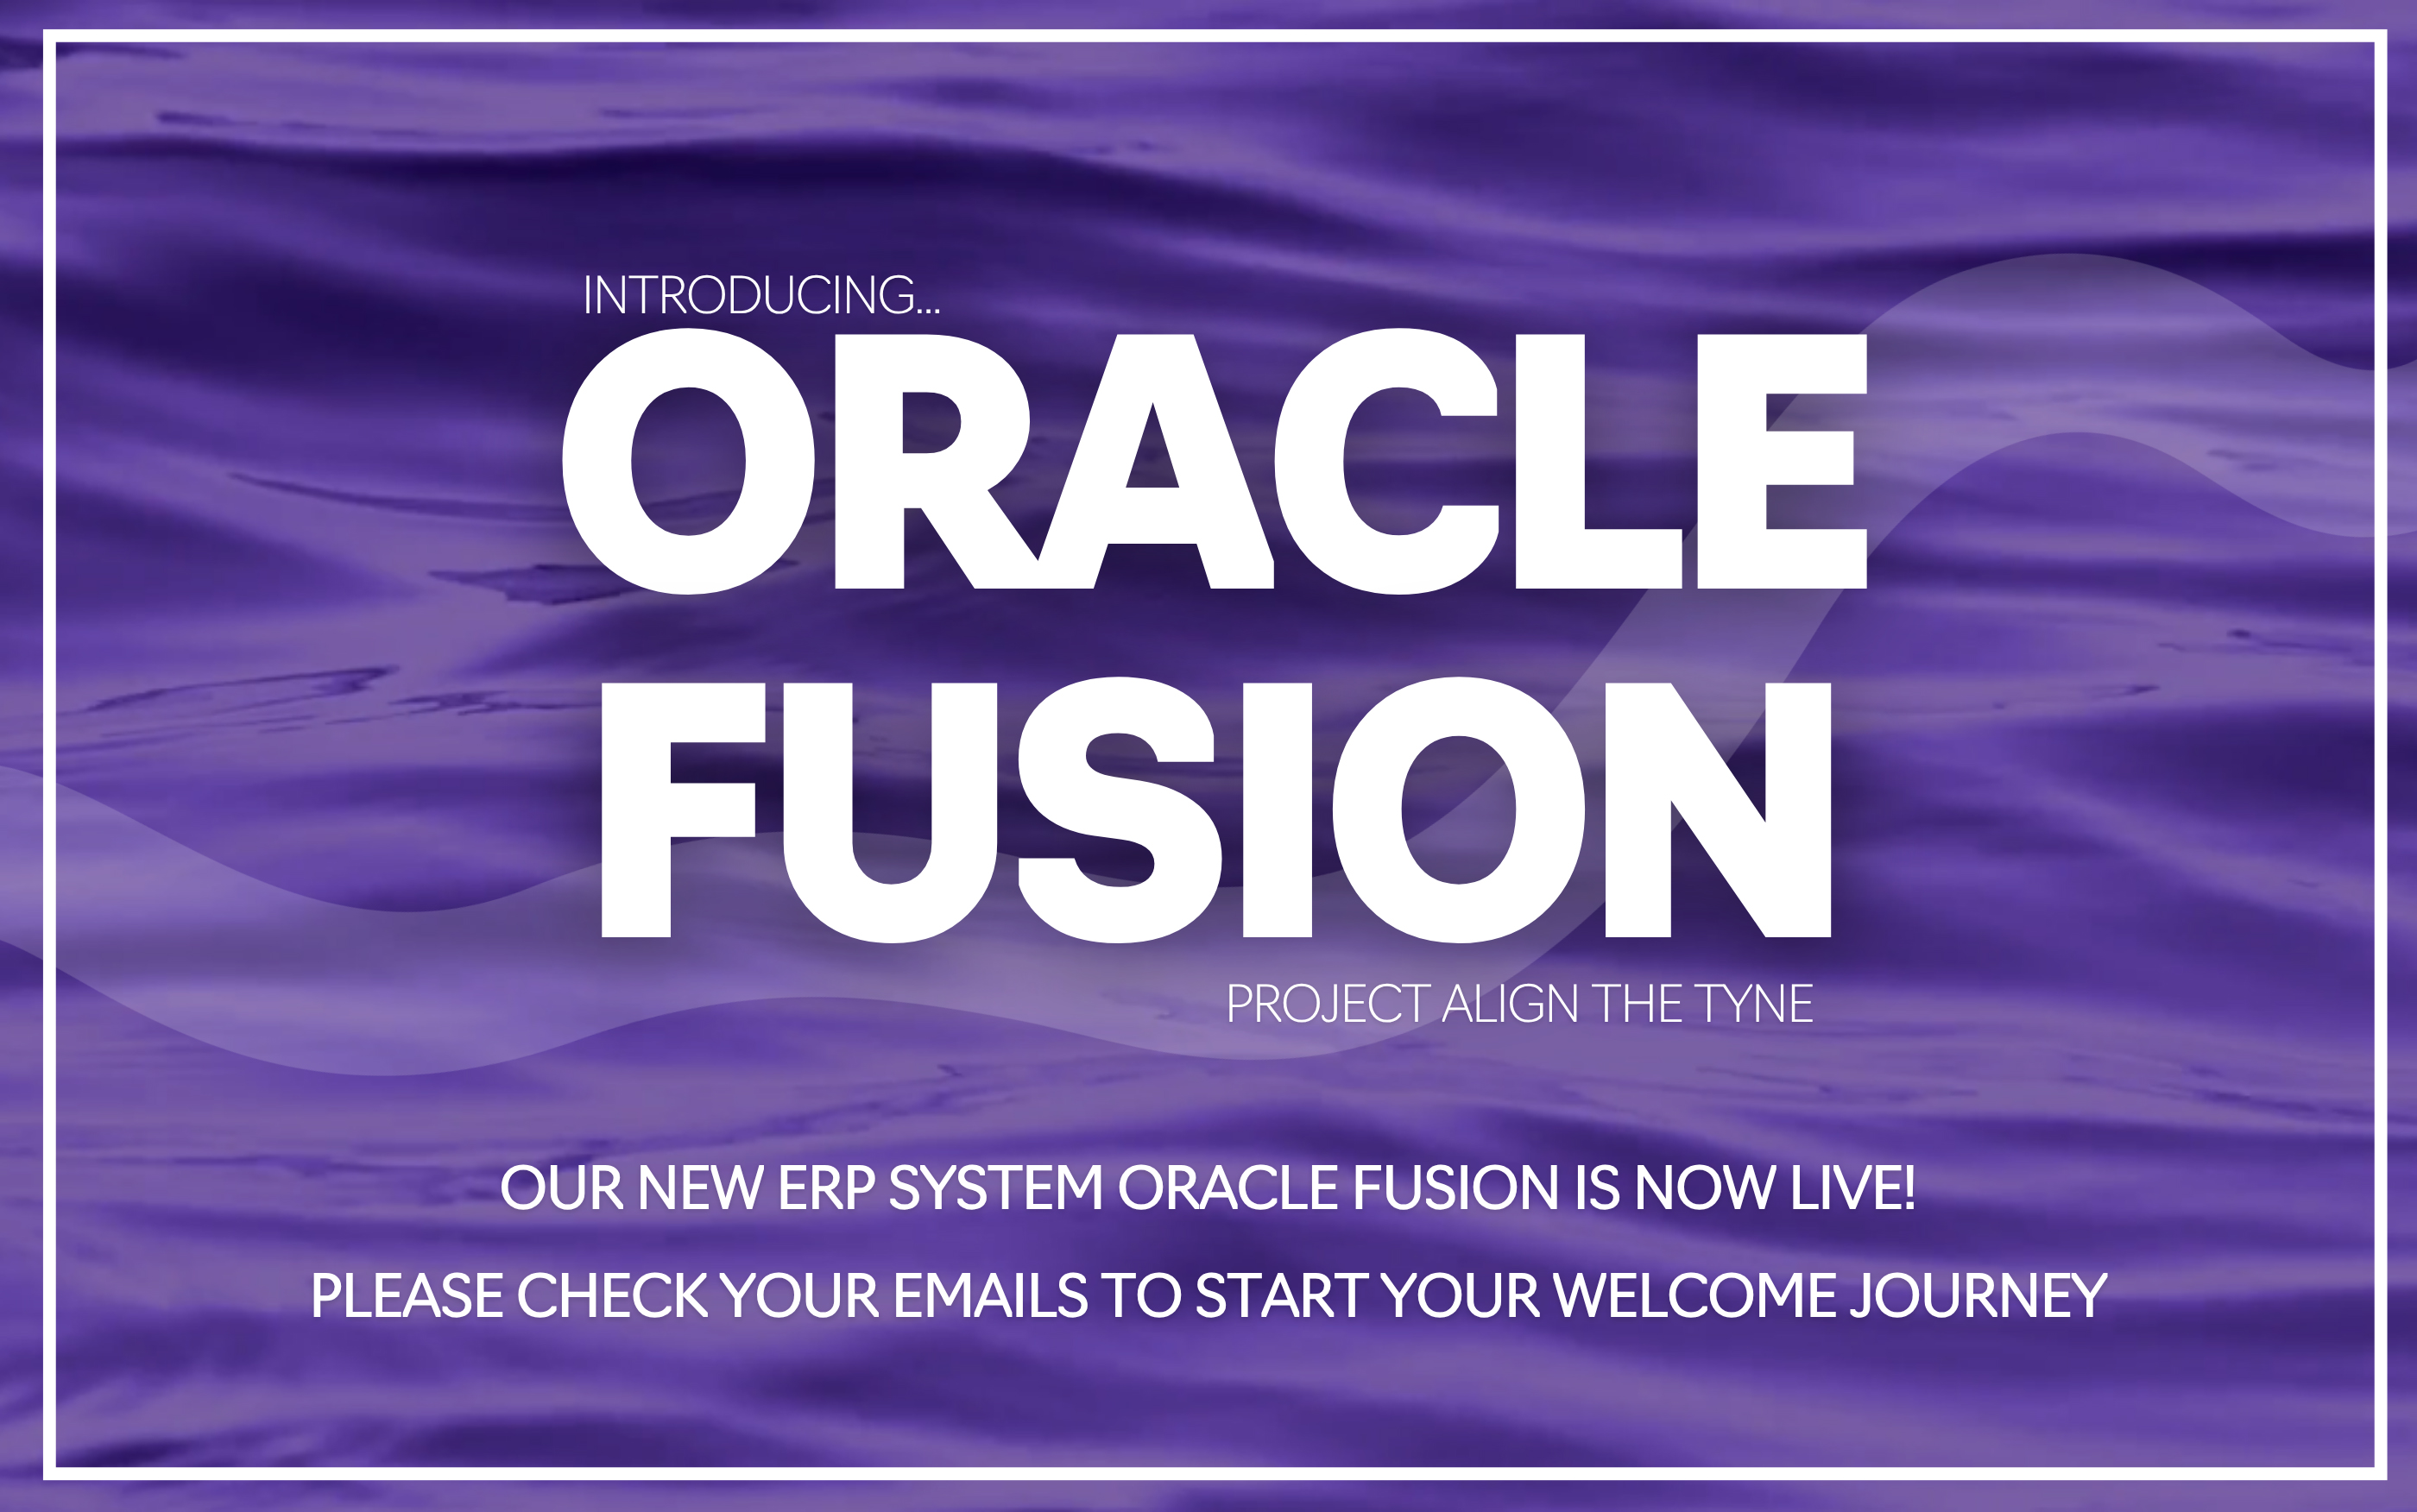 INTRODUCING...
ORACLE
FUSION
PROJECT ALIGN THE TYNE
OUR NEW ERP SYSTEM ORACLE FUSION IS NOW LIVE!
PLEASE CHECK YOUR EMAILS TO START YOUR WELCOME JOURNEY